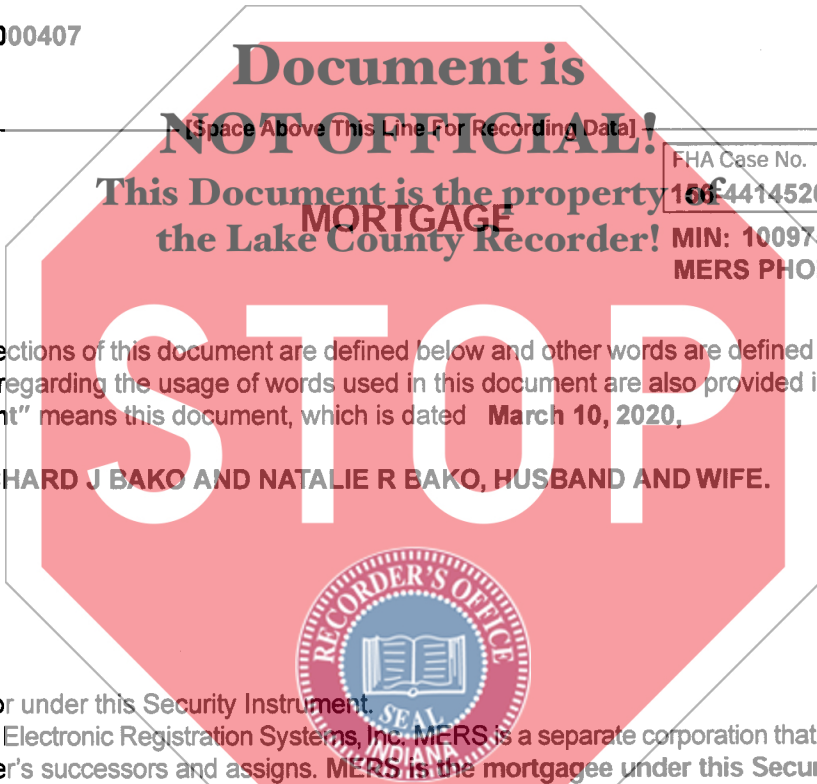 000407
Document is
NOT OFFICIAL!
[Space Above This Line For Recording Data]
FHA Case No.
This Document is the property of
156-4414520
MORTGAGE
the Lake County Recorder!
MIN: 10097
MERS PHO
ections of this document are defined below and other words are defined
regarding the usage of words used in this document are also provided i
nt” means this document, which is dated March 10, 2020,
STOP
HARD J BAKO AND NATALIE R BAKO, HUSBAND AND WIFE.
RECORDER'S OFFICE
or under this Security Instrument.
SEAL
Electronic Registration Systems, Inc. MERS is a separate corporation that
INDIANA
er's successors and assigns. MERS is the mortgagee under this Secur